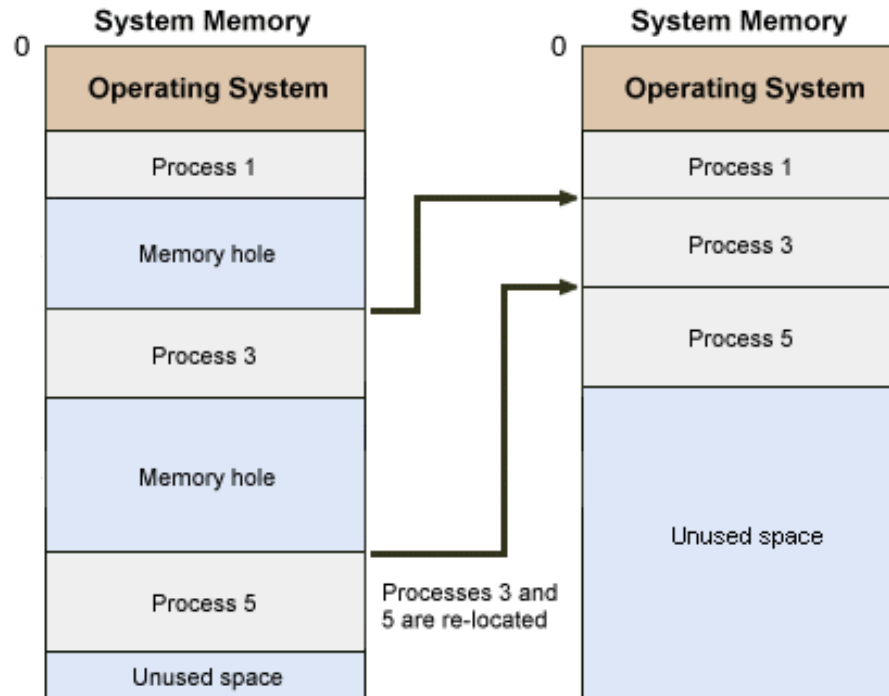 System Memory
0
Operating System
Process 1
Memory hole
Process 3
Memory hole
Process 5
Unused space
Processes 3 and
5 are re-located
System Memory
0
Operating System
Process 1
Process 3
Process 5
Unused space